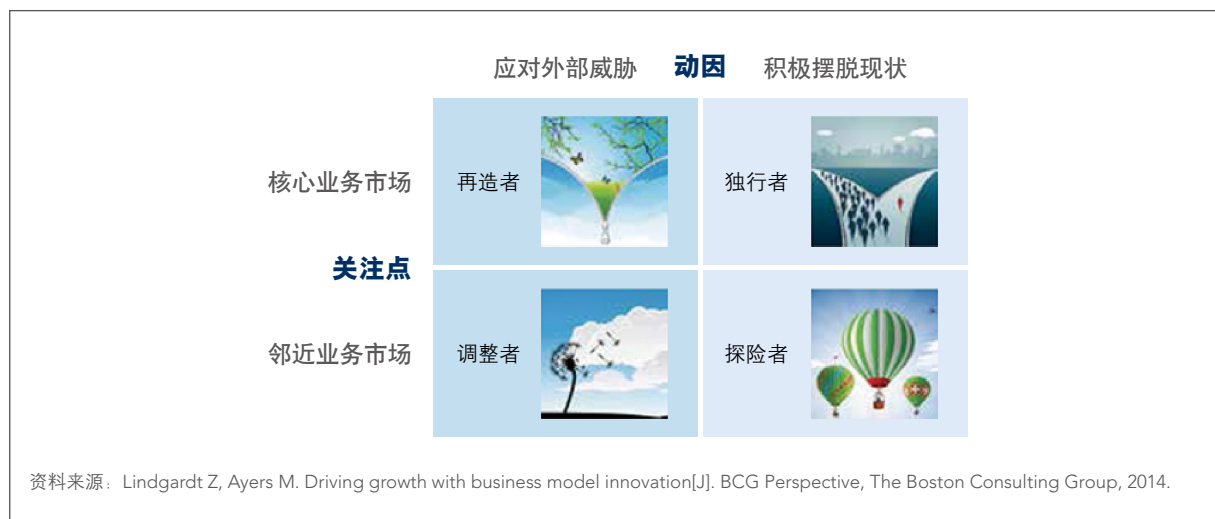 应对外部威胁 动因 积极摆脱现状
核心业务市场 再造者 独行者
关注点
邻近业务市场 调整者 探险者
资料来源：Lindgardt Z, Ayers M. Driving growth with business model innovation[J]. BCG Perspective, The Boston Consulting Group, 2014.